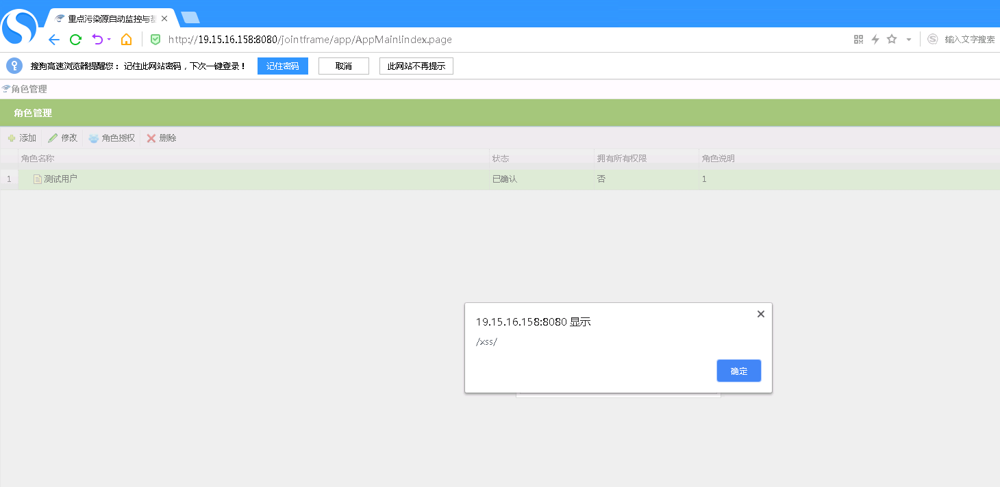 重点污染源自动监控与基
http://19.15.16.158:8080/jointframe/app/AppMain!index.page
输入文字搜索
搜狗高速浏览器提醒您： 记住此网站密码，下次一键登录！ 记住密码 取消 此网站不再提示
角色管理
角色管理
添加 修改 角色授权 删除
角色名称 状态 拥有所有权限 角色说明
1 测试用户 已确认 否 1
19.15.16.158:8080 显示
/xss/
确定